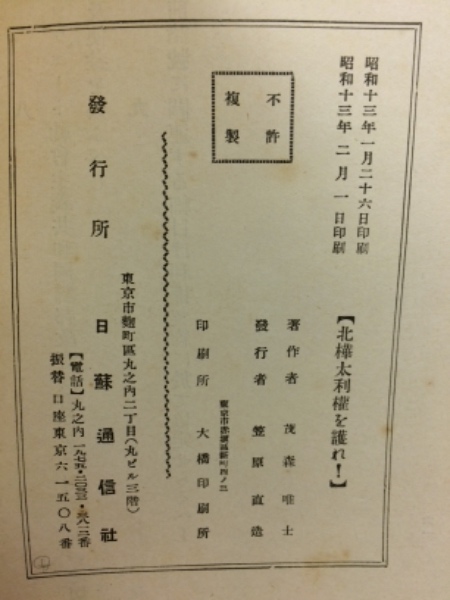 昭和十三年一月二十六日印刷
昭和十三年二月一日印刷
【北樺太利權を護れ！】
不許
複製
著作者　茂森唯士
發行者　笠原直造
印刷所　大橋印刷所
東京市麴町區丸之內二丁目(丸ビル三階)
發行所　日蘇通信社
【電話】丸之內
振替口座東京六一五〇八番